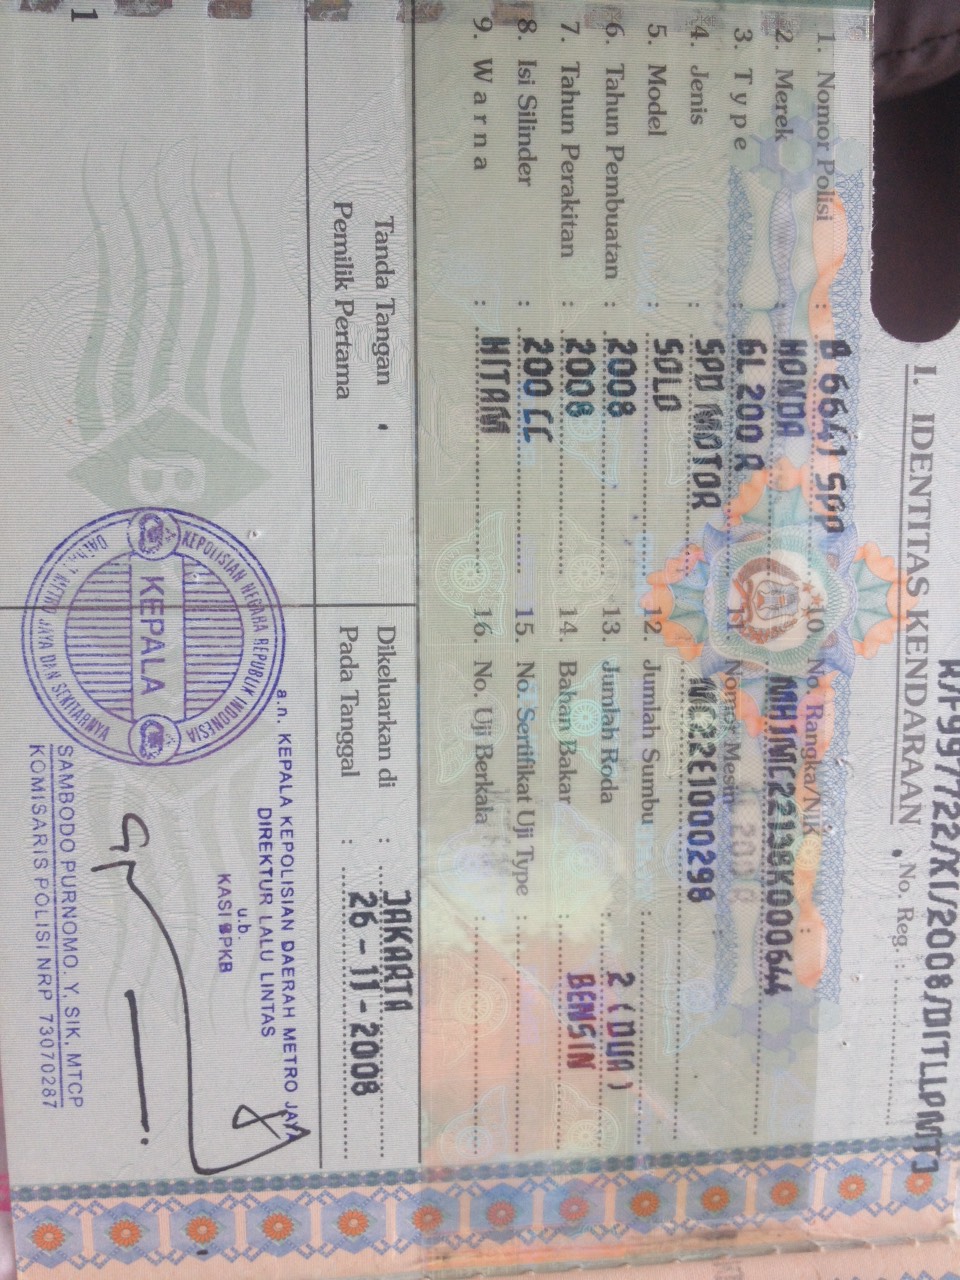 K/F997722/XI/2008/DITLLPMTJ
I. IDENTITAS KENDARAAN No. Reg. :
1. Nomor Polisi : B 6641 SPP
2. Merek : HONDA
3. Type : GL 200 R
4. Jenis : SPD MOTOR
5. Model : SOLO
6. Tahun Pembuatan : 2008
7. Tahun Perakitan : 2008
8. Isi Silinder : 200 CC
9. Warna : HITAM
10. No. Rangka/NIK : MH1MC22138K000644
11. Nomor Mesin : MC22E1000298
12. Jumlah Sumbu :
13. Jumlah Roda : 2 (DUA)
14. Bahan Bakar : BENSIN
15. No. Sertifikat Uji Type :
16. No. Uji Berkala :
Tanda Tangan
Pemilik Pertama
Dikeluarkan di : JAKARTA
Pada Tanggal : 26-11-2008
a.n. KEPALA KEPOLISIAN DAERAH METRO JAYA
DIREKTUR LALU LINTAS
u.b.
KASI BPKB
KEPOLISIAN NEGARA REPUBLIK INDONESIA
KEPALA
DAERAH METRO JAYA DAN SEKITARNYA
SAMBODO PURNOMO. Y, SIK, MTCP
KOMISARIS POLISI NRP 73070287
1